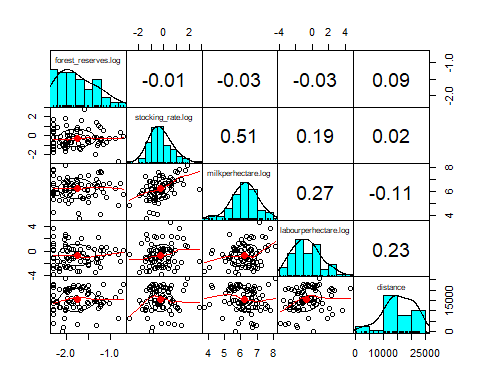 -2 0 2
-4 -2 0 2 4
forest_reserves.log
-0.01
-0.03
-0.03
0.09
-2.0 -1.0
-2 0 2
stocking_rate.log
0.51
0.19
0.02
milkperhectare.log
0.27
-0.11
4 6 8
-4 0 4
labourperhectare.log
0.23
distance
0 15000
-2.0 -1.0
4 5 6 7 8
0 10000 25000